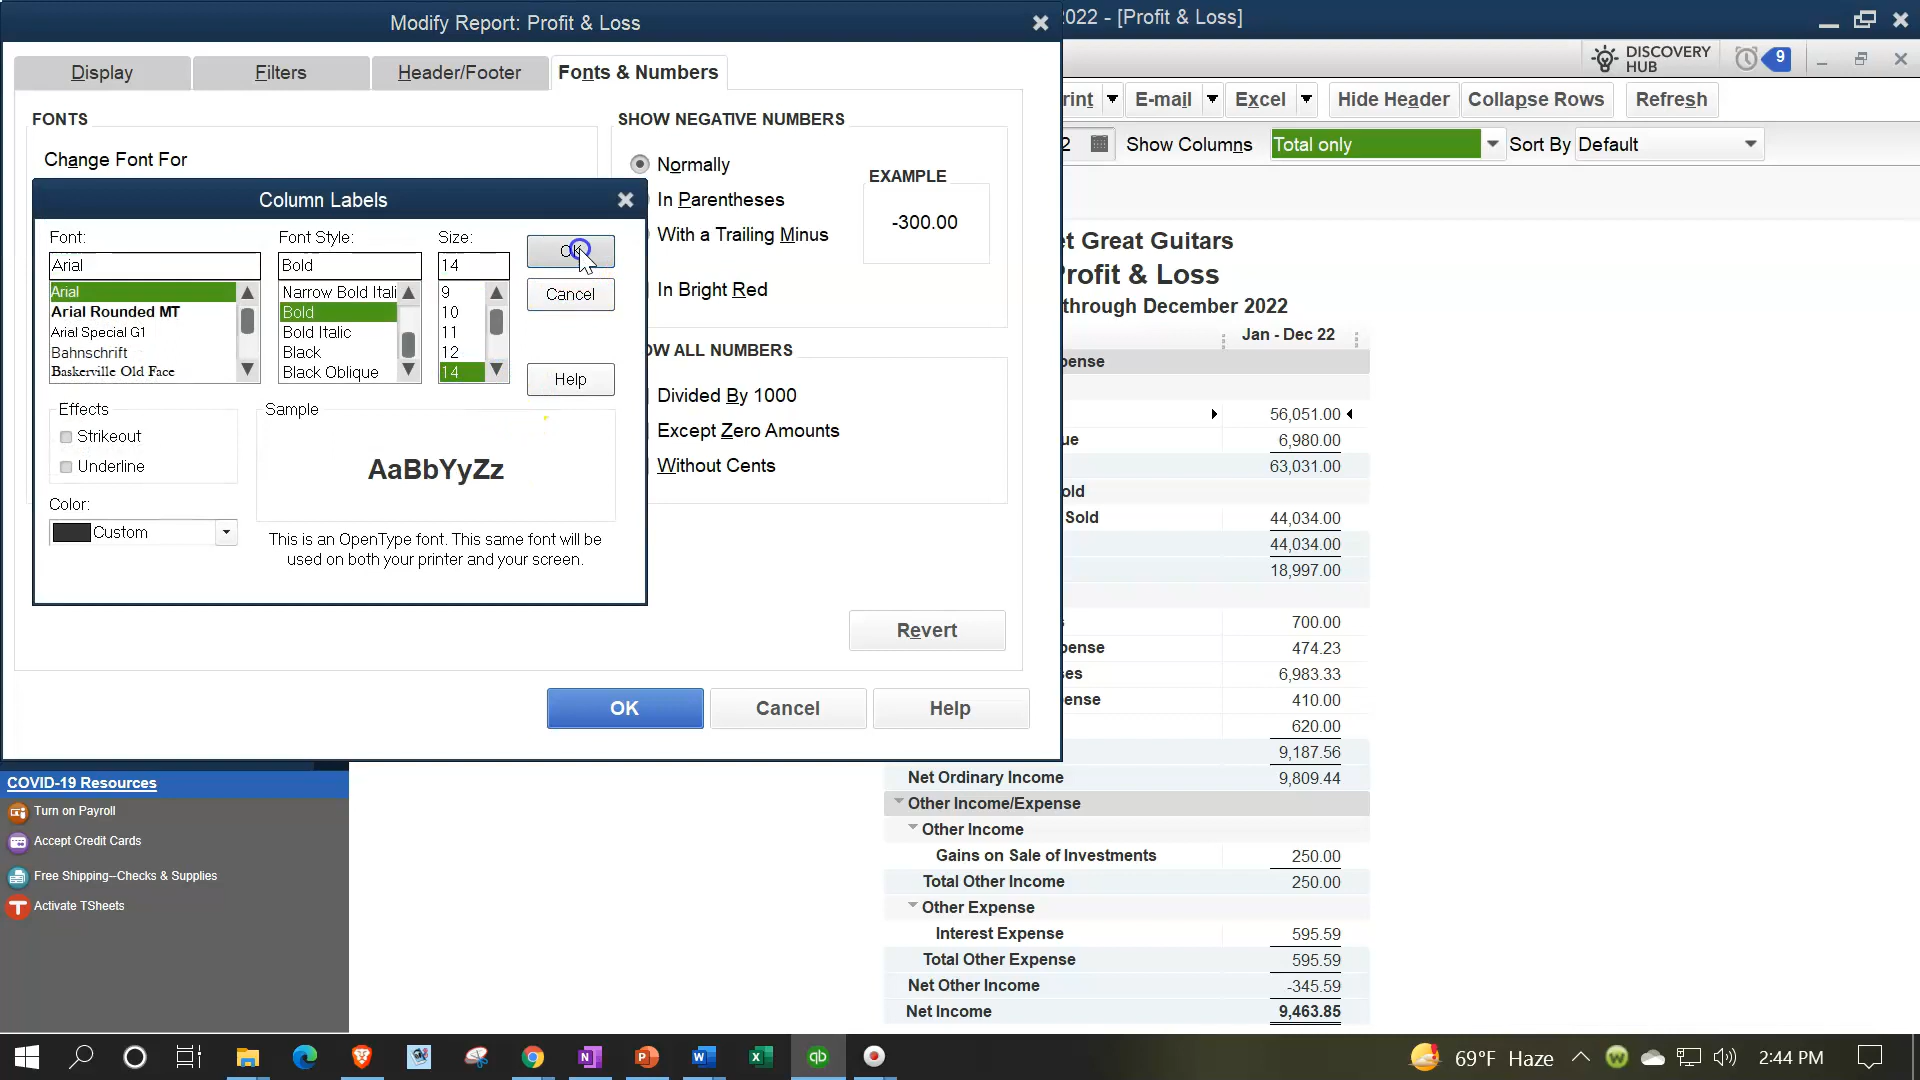 Modify Report: Profit & Loss
2022 - [Profit & Loss]
Display
Filters
Header/Footer
Fonts & Numbers
DISCOVERY
HUB
9
E-mail
Excel
Hide Header
Collapse Rows
Refresh
Show Columns
Total only
Sort By
Default
FONTS
Change Font For
SHOW NEGATIVE NUMBERS
Normally
In Parentheses
With a Trailing Minus
In Bright Red
EXAMPLE
-300.00
Divided By 1000
Except Zero Amounts
Without Cents
Revert
OK
Cancel
Help
Column Labels
Font:
Font Style:
Size:
Arial
Bold
14
OK
Cancel
Help
Arial
Arial Rounded MT
Arial Special G1
Bahnschrift
Baskerville Old Face
Narrow Bold Itali
Bold
Bold Italic
Black
Black Oblique
9
10
11
12
14
Effects
Strikeout
Underline
Sample
AaBbYyZz
Color:
Custom
This is an OpenType font. This same font will be
used on both your printer and your screen.
Great Guitars
Profit & Loss
through December 2022
Jan - Dec 22
56,051.00
6,980.00
63,031.00
Sold 44,034.00
44,034.00
18,997.00
700.00
474.23
6,983.33
410.00
620.00
9,187.56
Net Ordinary Income 9,809.44
Other Income/Expense
Other Income
Gains on Sale of Investments 250.00
Total Other Income 250.00
Other Expense
Interest Expense 595.59
Total Other Expense 595.59
Net Other Income -345.59
Net Income 9,463.85
COVID-19 Resources
Turn on Payroll
Accept Credit Cards
Free Shipping--Checks & Supplies
Activate TSheets
69°F Haze
2:44 PM